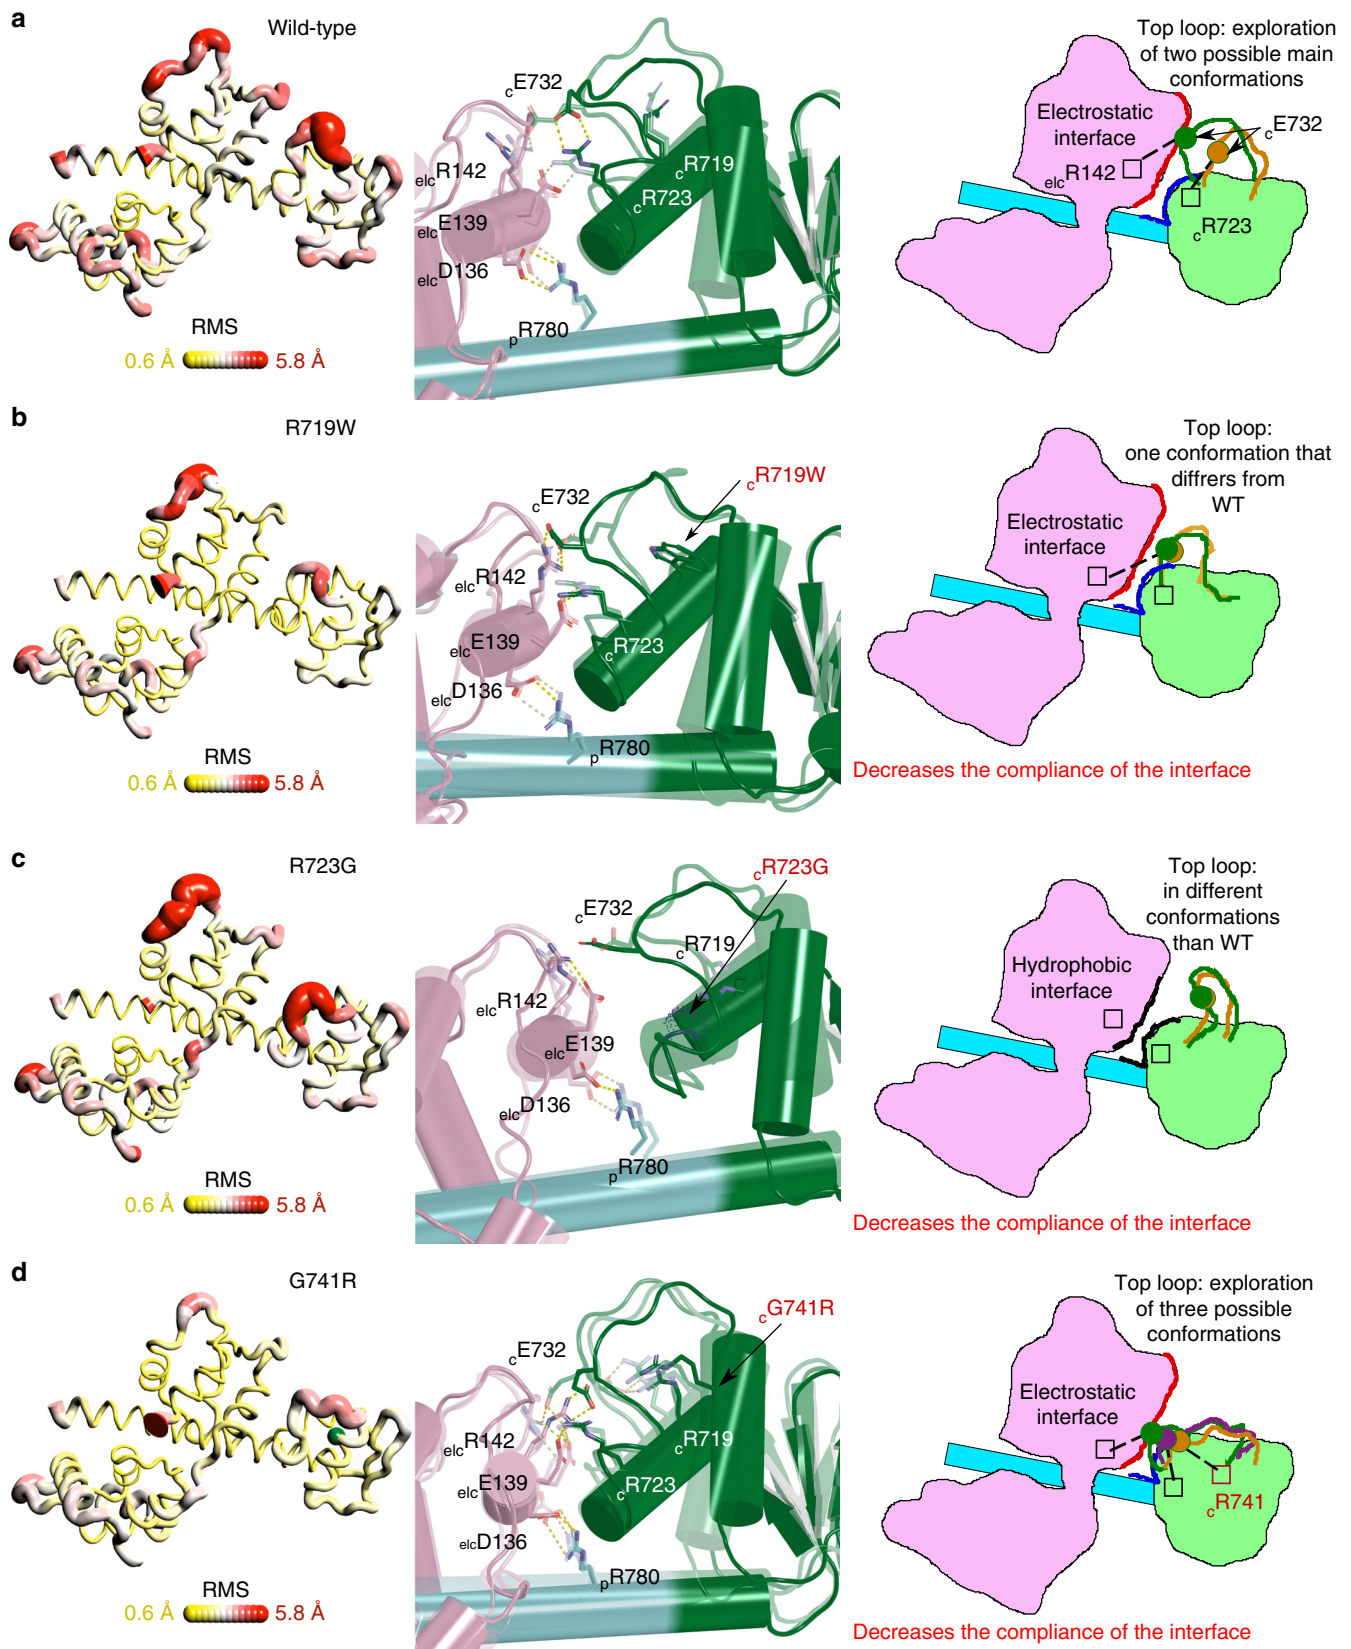 a
Wild-type
RMS
0.6 Å
5.8 Å
cE732
elcR142
cR719
cR723
elcE139
elcD136
pR780
Top loop: exploration
of two possible main
conformations
Electrostatic
interface
cE732
elcR142
cR723
b
R719W
RMS
0.6 Å
5.8 Å
cR719W
cE732
elcR142
elcE139
cR723
elcD136
pR780
Top loop:
one conformation that
diffrers from
WT
Electrostatic
interface
Decreases the compliance of the interface
c
R723G
RMS
0.6 Å
5.8 Å
cR723G
cE732
cR719
elcR142
elcE139
elcD136
pR780
Top loop:
in different
conformations
than WT
Hydrophobic
interface
Decreases the compliance of the interface
d
G741R
RMS
0.6 Å
5.8 Å
cG741R
cE732
elcR142
cR719
elcE139
cR723
elcD136
pR780
Top loop: exploration
of three possible
conformations
Electrostatic
interface
cR741
Decreases the compliance of the interface